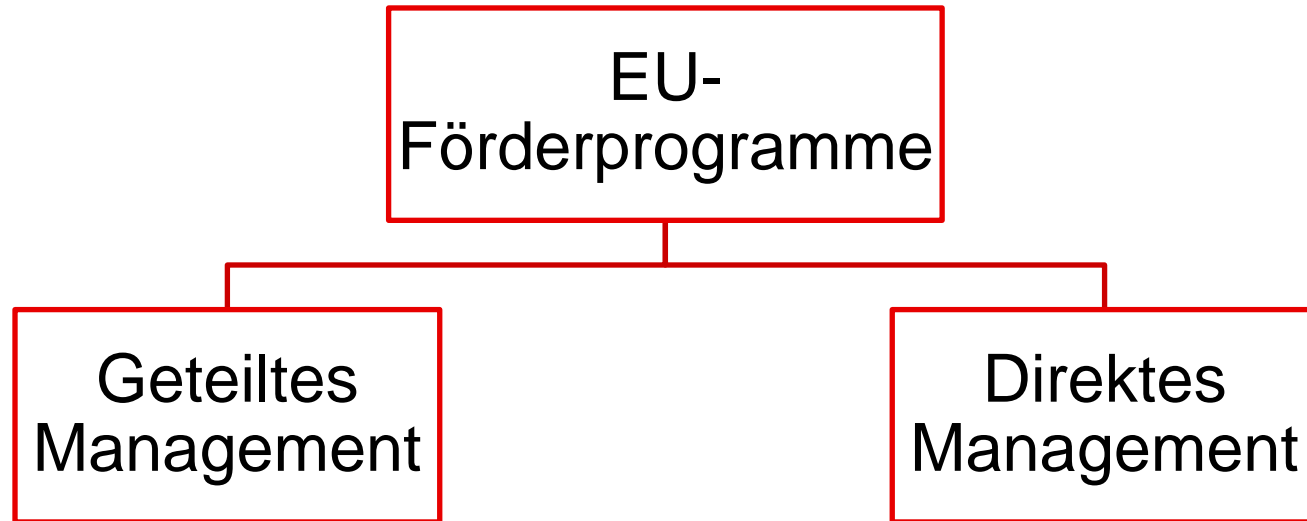 EU-
Förderprogramme
Geteiltes
Management
Direktes
Management